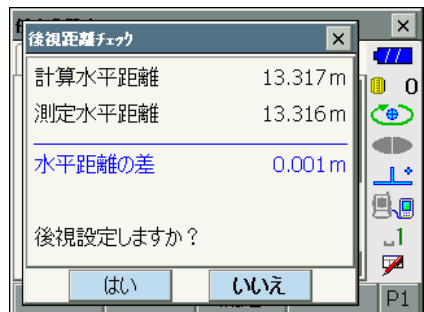 後視距離ﾁｪｯｸ
計算水平距離 13.317m
測定水平距離 13.316m
水平距離の差 0.001m
後視設定しますか？
はい いいえ
0
1
P1